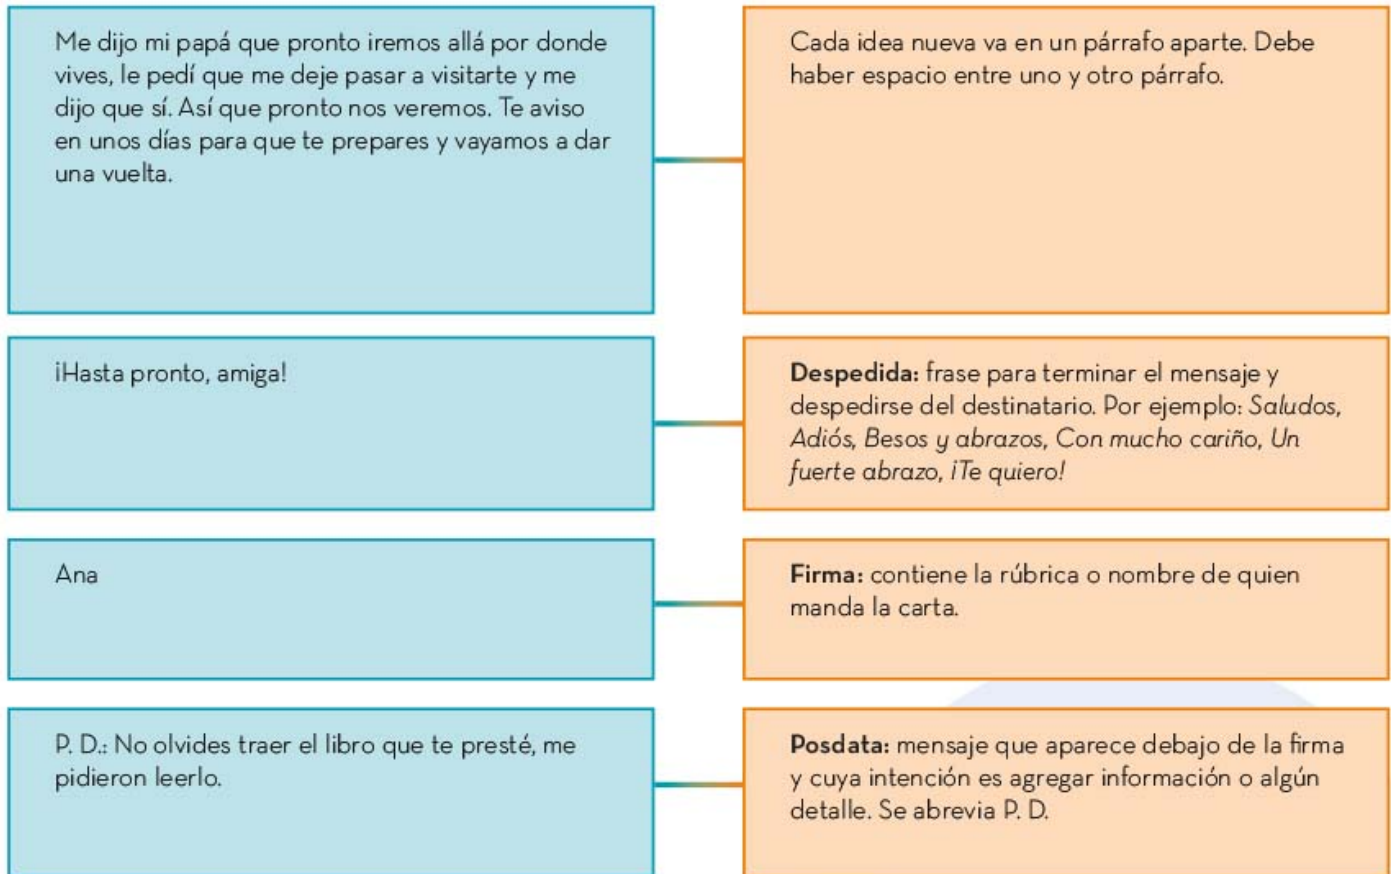 Me dijo mi papá que pronto iremos allá por donde
vives, le pedí que me deje pasar a visitarte y me
dijo que sí. Así que pronto nos veremos. Te aviso
en unos días para que te prepares y vayamos a dar
una vuelta.
Cada idea nueva va en un párrafo aparte. Debe
haber espacio entre uno y otro párrafo.
¡Hasta pronto, amiga!
Despedida: frase para terminar el mensaje y
despedirse del destinatario. Por ejemplo: Saludos,
Adiós, Besos y abrazos, Con mucho cariño, Un
fuerte abrazo, ¡Te quiero!
Ana
Firma: contiene la rúbrica o nombre de quien
manda la carta.
P. D.: No olvides traer el libro que te presté, me
pidieron leerlo.
Posdata: mensaje que aparece debajo de la firma
y cuya intención es agregar información o algún
detalle. Se abrevia P. D.